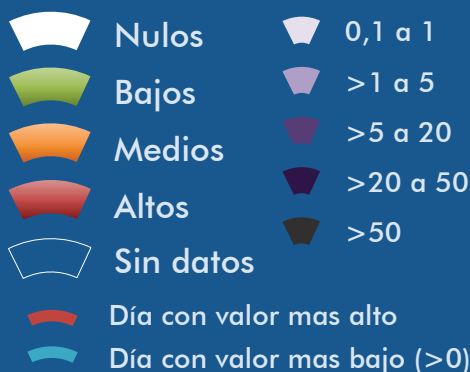 Nulos
Bajos
Medios
Altos
Sin datos
0,1 a 1
>1 a 5
>5 a 20
>20 a 50
>50
Día con valor mas alto
Día con valor mas bajo (>0)